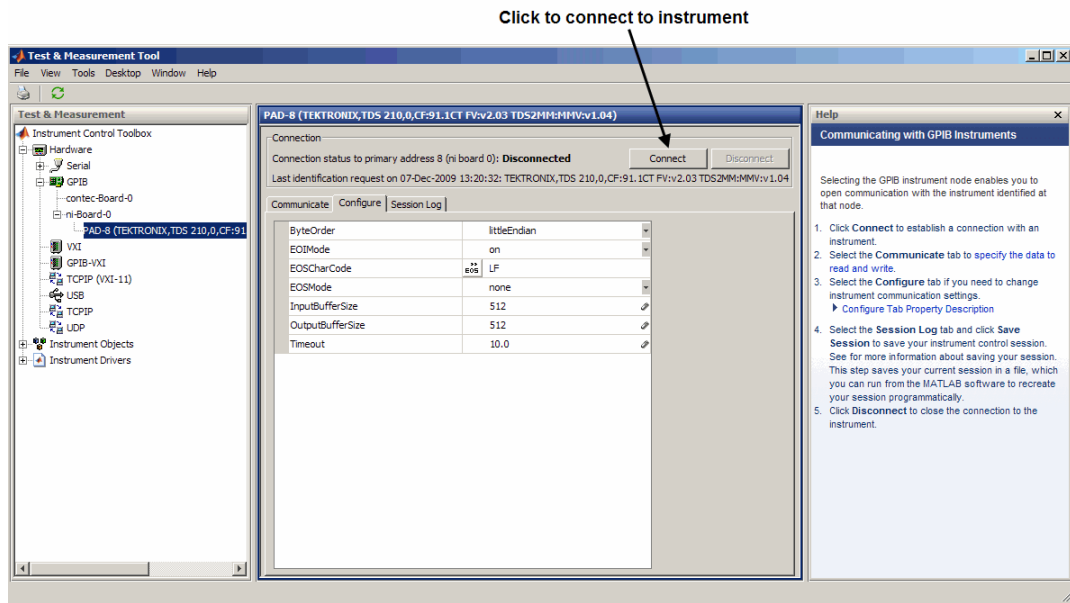 Click to connect to instrument
Test & Measurement Tool
File View Tools Desktop Window Help
Test & Measurement
Instrument Control Toolbox
Hardware
Serial
GPIB
contec-Board-0
ni-Board-0
PAD-8 (TEKTRONIX,TDS 210,0,CF:91
VXI
GPIB-VXI
TCPIP (VXI-11)
USB
TCPIP
UDP
Instrument Objects
Instrument Drivers
PAD-8 (TEKTRONIX,TDS 210,0,CF:91.1CT FV:v2.03 TDS2MM:MMV:v1.04)
Connection
Connection status to primary address 8 (ni board 0): Disconnected
Connect
Disconnect
Last identification request on 07-Dec-2009 13:20:32: TEKTRONIX,TDS 210,0,CF:91.1CT FV:v2.03 TDS2MM:MMV:v1.04
Communicate Configure Session Log
ByteOrder littleEndian
EOIMode on
EOSCharCode EOS LF
EOSMode none
InputBufferSize 512
OutputBufferSize 512
Timeout 10.0
Help
Communicating with GPIB Instruments
Selecting the GPIB instrument node enables you to
open communication with the instrument identified at
that node.
1. Click Connect to establish a connection with an
instrument.
2. Select the Communicate tab to specify the data to
read and write.
3. Select the Configure tab if you need to change
instrument communication settings.
Configure Tab Property Description
4. Select the Session Log tab and click Save
Session to save your instrument control session.
See for more information about saving your session.
This step saves your current session in a file, which
you can run from the MATLAB software to recreate
your session programmatically.
5. Click Disconnect to close the connection to the
instrument.